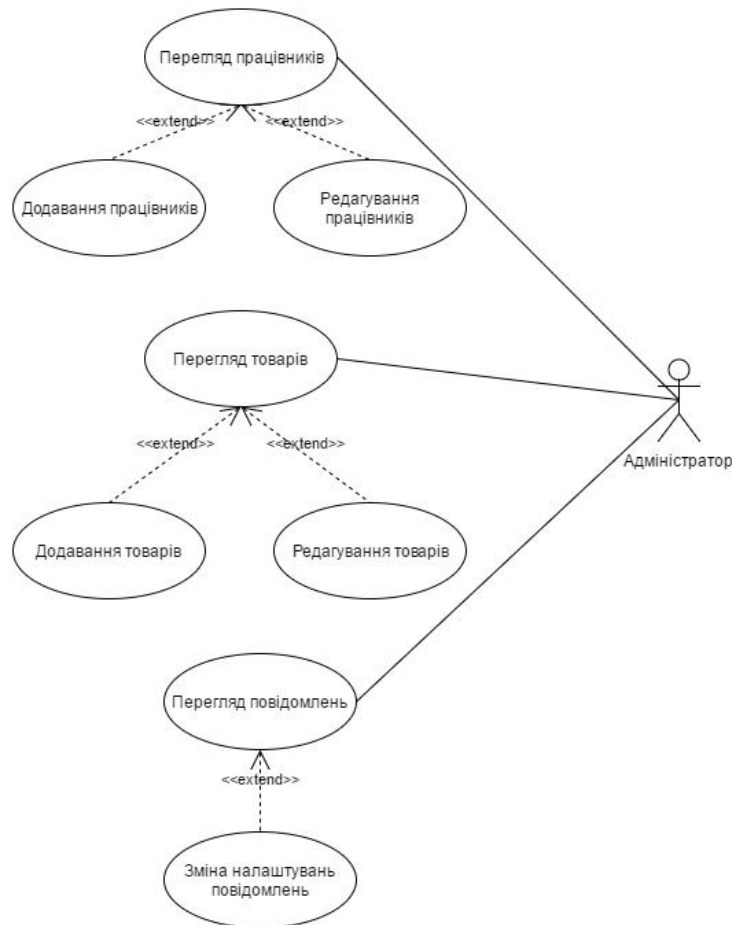 Перегляд працівників
<<extend>>
<<extend>>
Додавання працівників
Редагування
працівників
Перегляд товарів
Адміністратор
<<extend>>
<<extend>>
Додавання товарів
Редагування товарів
Перегляд повідомлень
<<extend>>
Зміна налаштувань
повідомлень